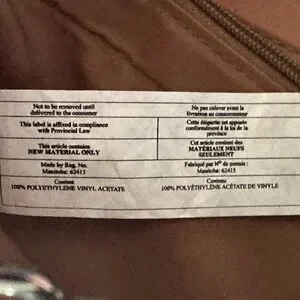 Not to be removed until
delivered to the consumer
This label is affixed in compliance
with Provincial Law
This article contains
NEW MATERIAL ONLY
Made by Reg. No.
Manitoba: 62415
Content
100% POLYETHYLENE VINYL ACETATE
Ne pas enlever avant la
livraison au consommateur
Cette étiquette est apposée
conformément à la loi de la
province
Cet article contient des
MATÉRIAUX NEUFS
SEULEMENT
Fabriqué par Nº de permis :
Manitoba: 62415
Contenu
100% POLYÉTHYLÈNE ACÉTATE DE VINYLE